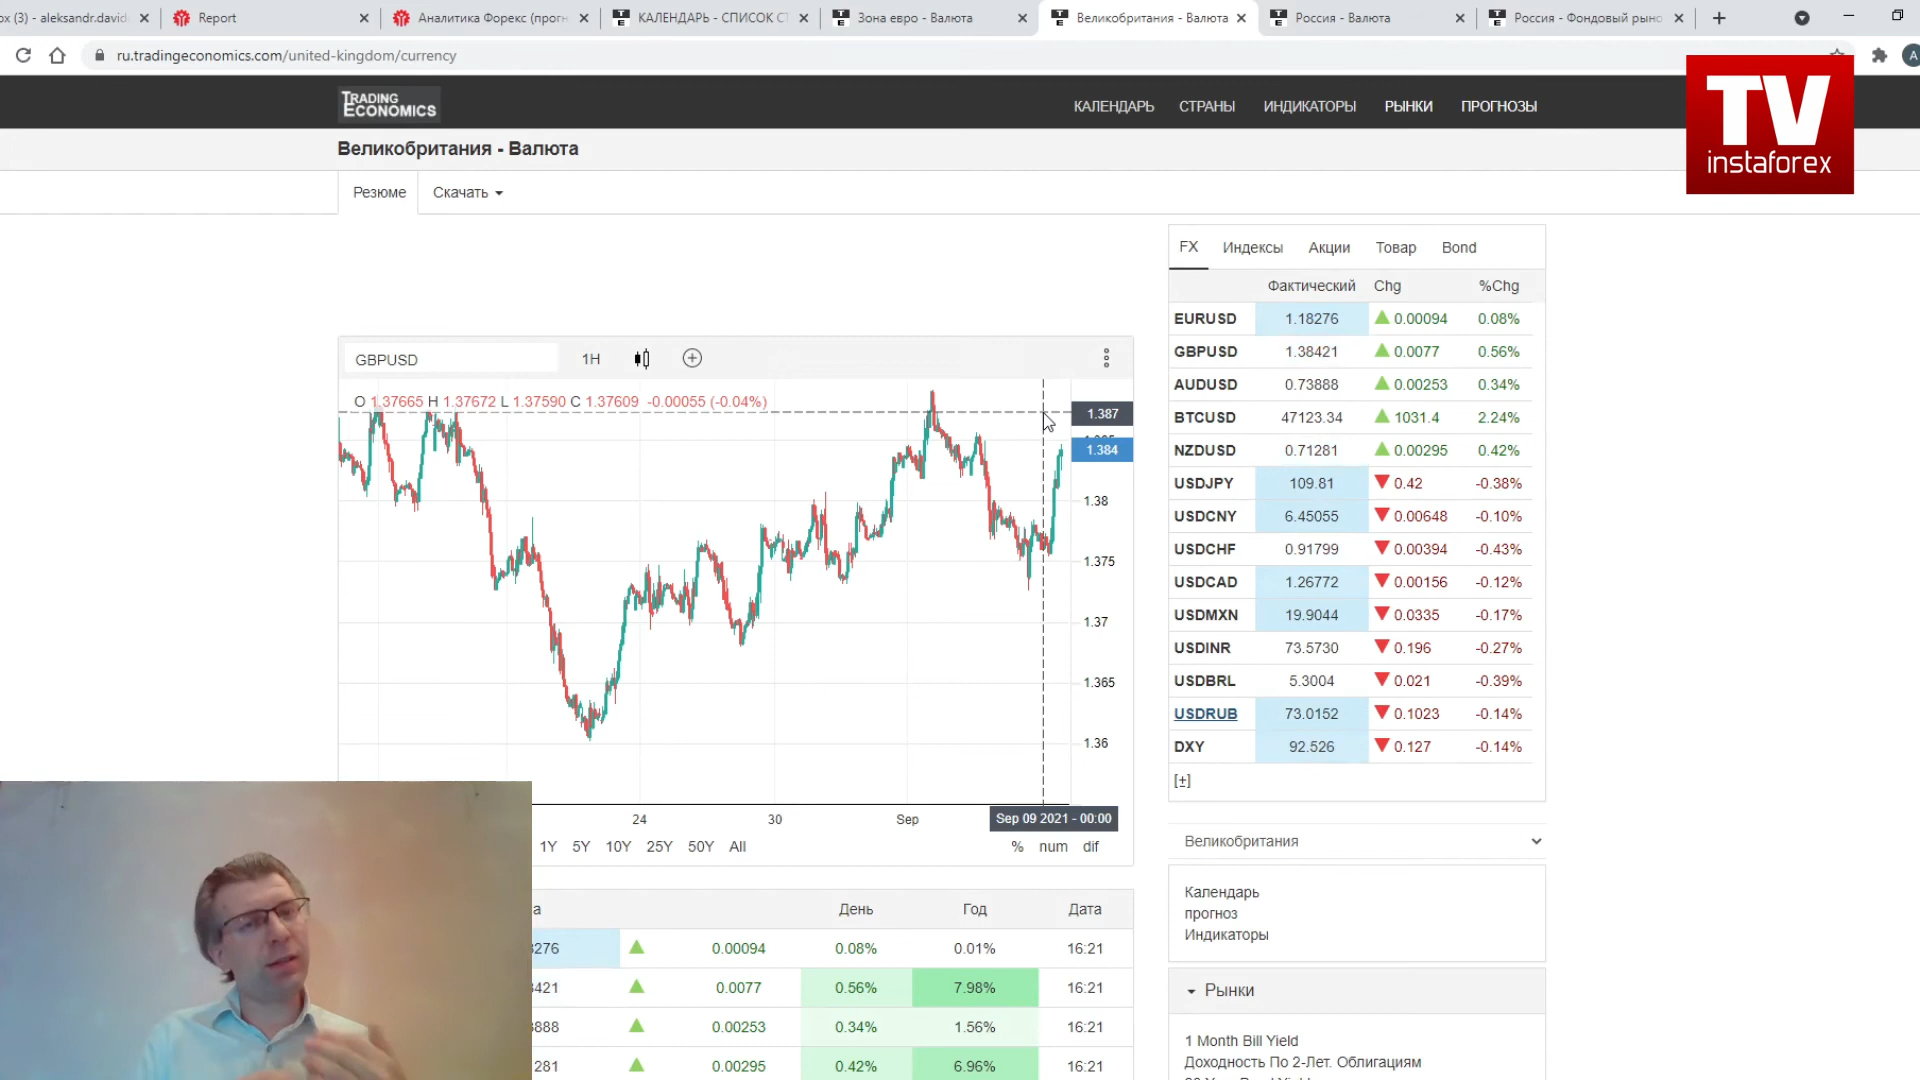 ox (3) - aleksandr.david
Report
Аналитика Форекс (прогн
КАЛЕНДАРЬ - СПИСОК СТ
Зона евро - Валюта
Великобритания - Валюта
Россия - Валюта
Россия - Фондовый рыно
ru.tradingeconomics.com/united-kingdom/currency
A
TRADING
ECONOMICS
КАЛЕНДАРЬ СТРАНЫ ИНДИКАТОРЫ РЫНКИ ПРОГНОЗЫ
TV
instaforex
Великобритания - Валюта
Резюме Скачать
FX Индексы Акции Товар Bond
Фактический Chg %Chg
EURUSD 1.18276 0.00094 0.08%
GBPUSD 1.38421 0.0077 0.56%
AUDUSD 0.73888 0.00253 0.34%
BTCUSD 47123.34 1031.4 2.24%
NZDUSD 0.71281 0.00295 0.42%
USDJPY 109.81 0.42 -0.38%
USDCNY 6.45055 0.00648 -0.10%
USDCHF 0.91799 0.00394 -0.43%
USDCAD 1.26772 0.00156 -0.12%
USDMXN 19.9044 0.0335 -0.17%
USDINR 73.5730 0.196 -0.27%
USDBRL 5.3004 0.021 -0.39%
USDRUB 73.0152 0.1023 -0.14%
DXY 92.526 0.127 -0.14%
[±]
GBPUSD 1H
O 1.37665 H 1.37672 L 1.37590 C 1.37609 -0.00055 (-0.04%)
1.387
1.384
1.38
1.375
1.37
1.365
1.36
24 30 Sep Sep 09 2021 - 00:00
1Y 5Y 10Y 25Y 50Y All % num dif
а День Год Дата
8276 0.00094 0.08% 0.01% 16:21
8421 0.0077 0.56% 7.98% 16:21
3888 0.00253 0.34% 1.56% 16:21
281 0.00295 0.42% 6.96% 16:21
Великобритания
Календарь
прогноз
Индикаторы
Рынки
1 Month Bill Yield
Доходность По 2-Лет. Облигациям